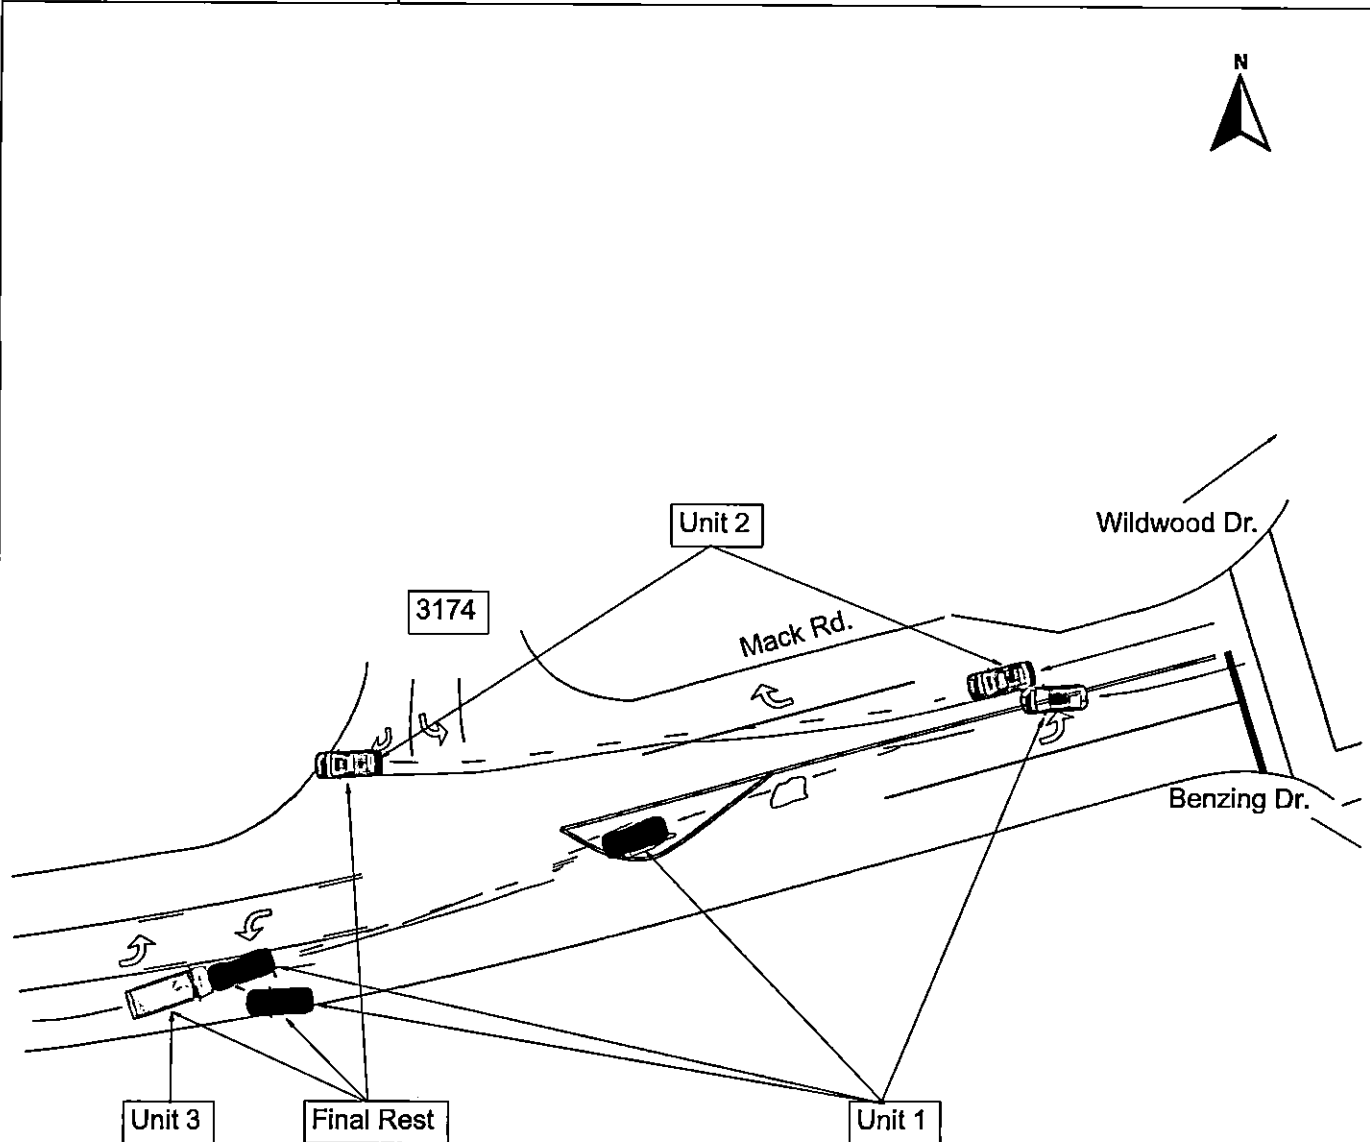 N
Unit 2
Wildwood Dr.
3174
Mack Rd.
Benzing Dr.
Unit 3
Final Rest
Unit 1